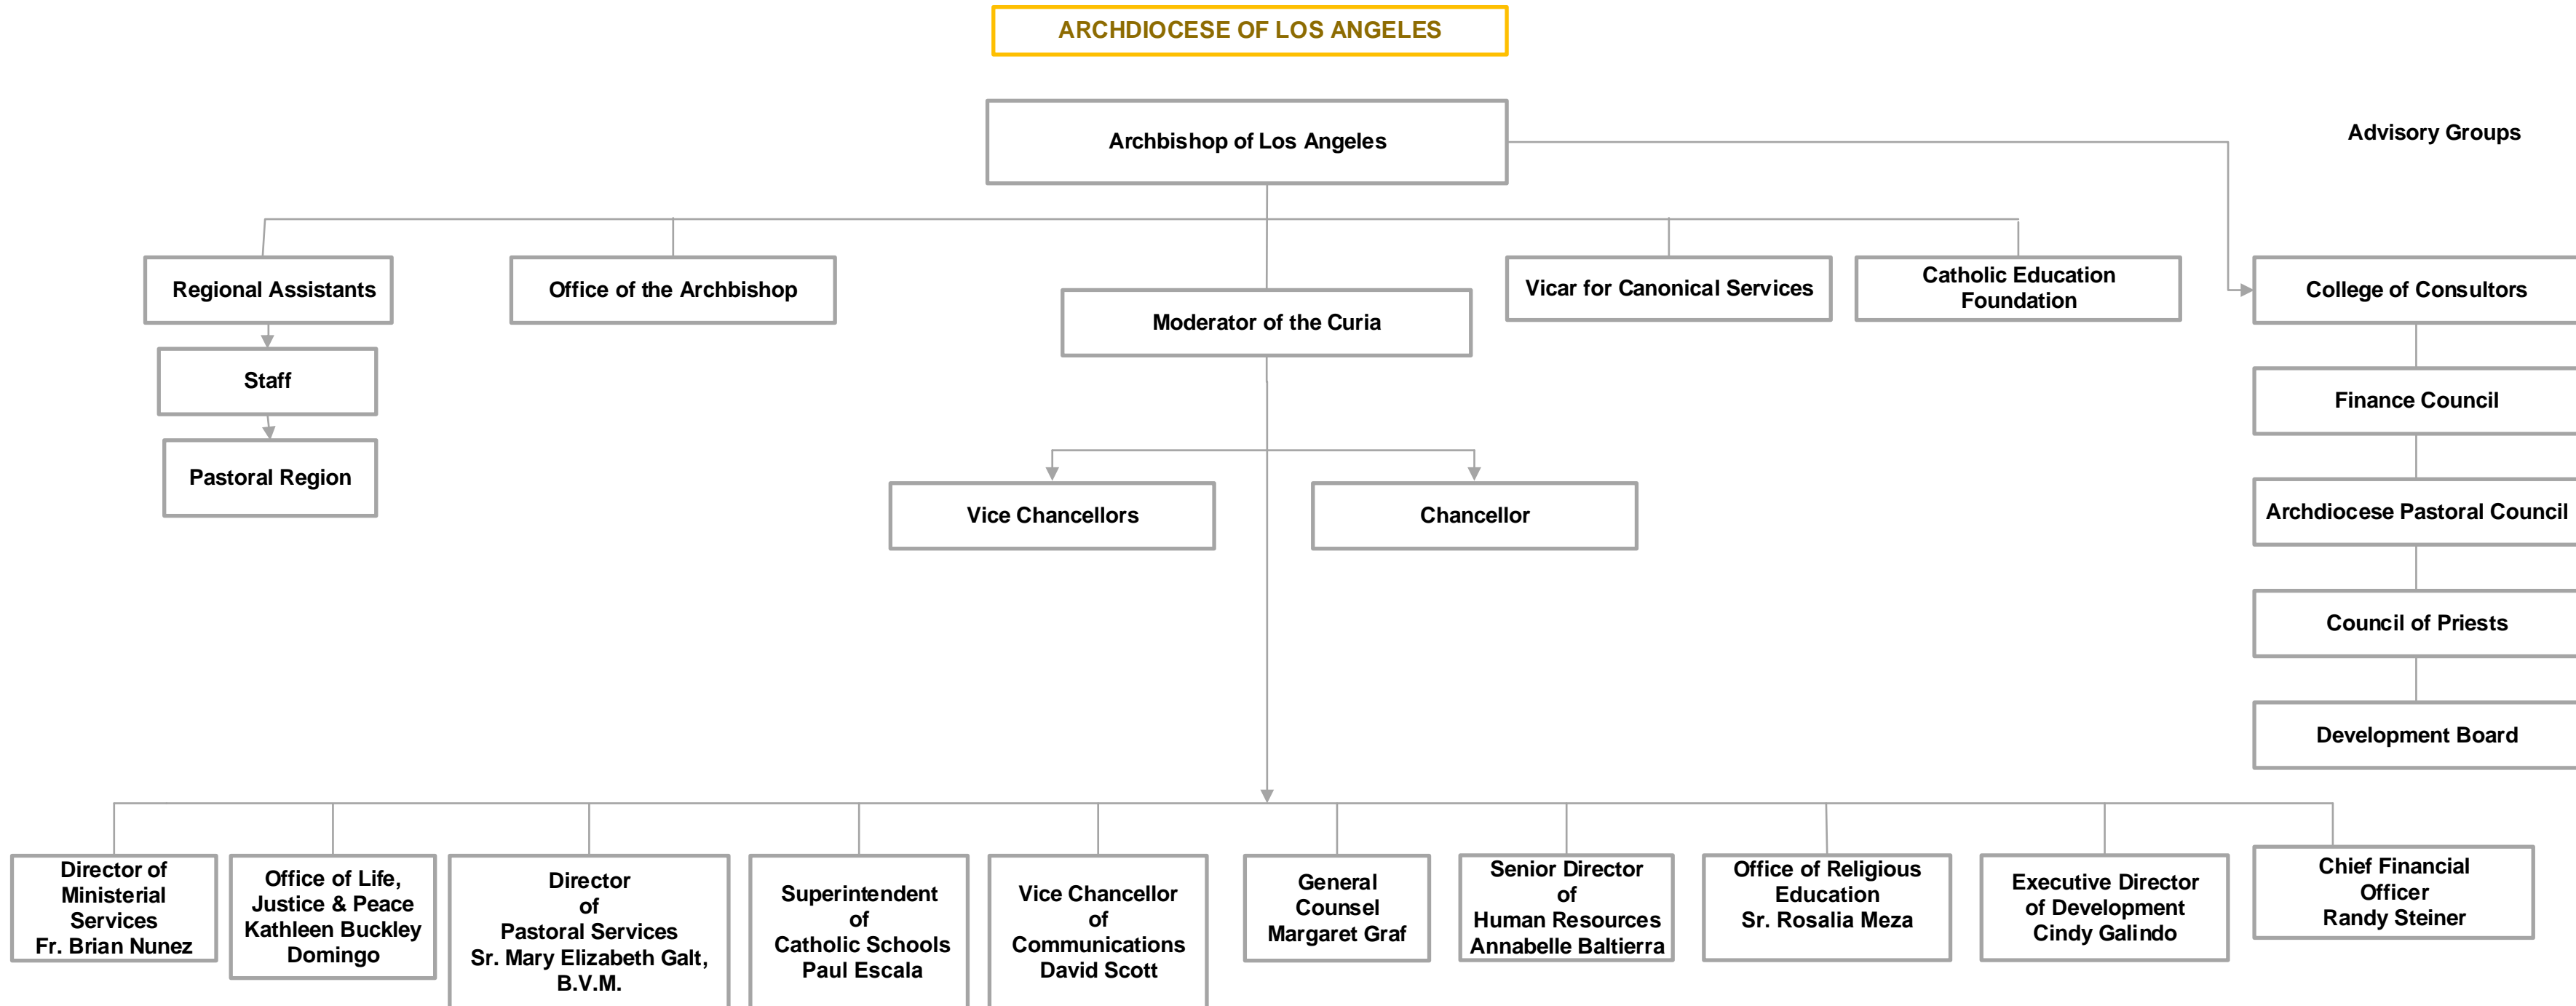 ARCHDIOCESE OF LOS ANGELES
Archbishop of Los Angeles
Advisory Groups
Regional Assistants
Office of the Archbishop
Moderator of the Curia
Vicar for Canonical Services
Catholic Education
Foundation
College of Consultors
Staff
Finance Council
Pastoral Region
Vice Chancellors
Chancellor
Archdiocese Pastoral Council
Council of Priests
Development Board
Director of
Ministerial
Services
Fr. Brian Nunez
Office of Life,
Justice & Peace
Kathleen Buckley
Domingo
Director
of
Pastoral Services
Sr. Mary Elizabeth Galt,
B.V.M.
Superintendent
of
Catholic Schools
Paul Escala
Vice Chancellor
of
Communications
David Scott
General
Counsel
Margaret Graf
Senior Director
of
Human Resources
Annabelle Baltierra
Office of Religious
Education
Sr. Rosalia Meza
Executive Director
of Development
Cindy Galindo
Chief Financial
Officer
Randy Steiner